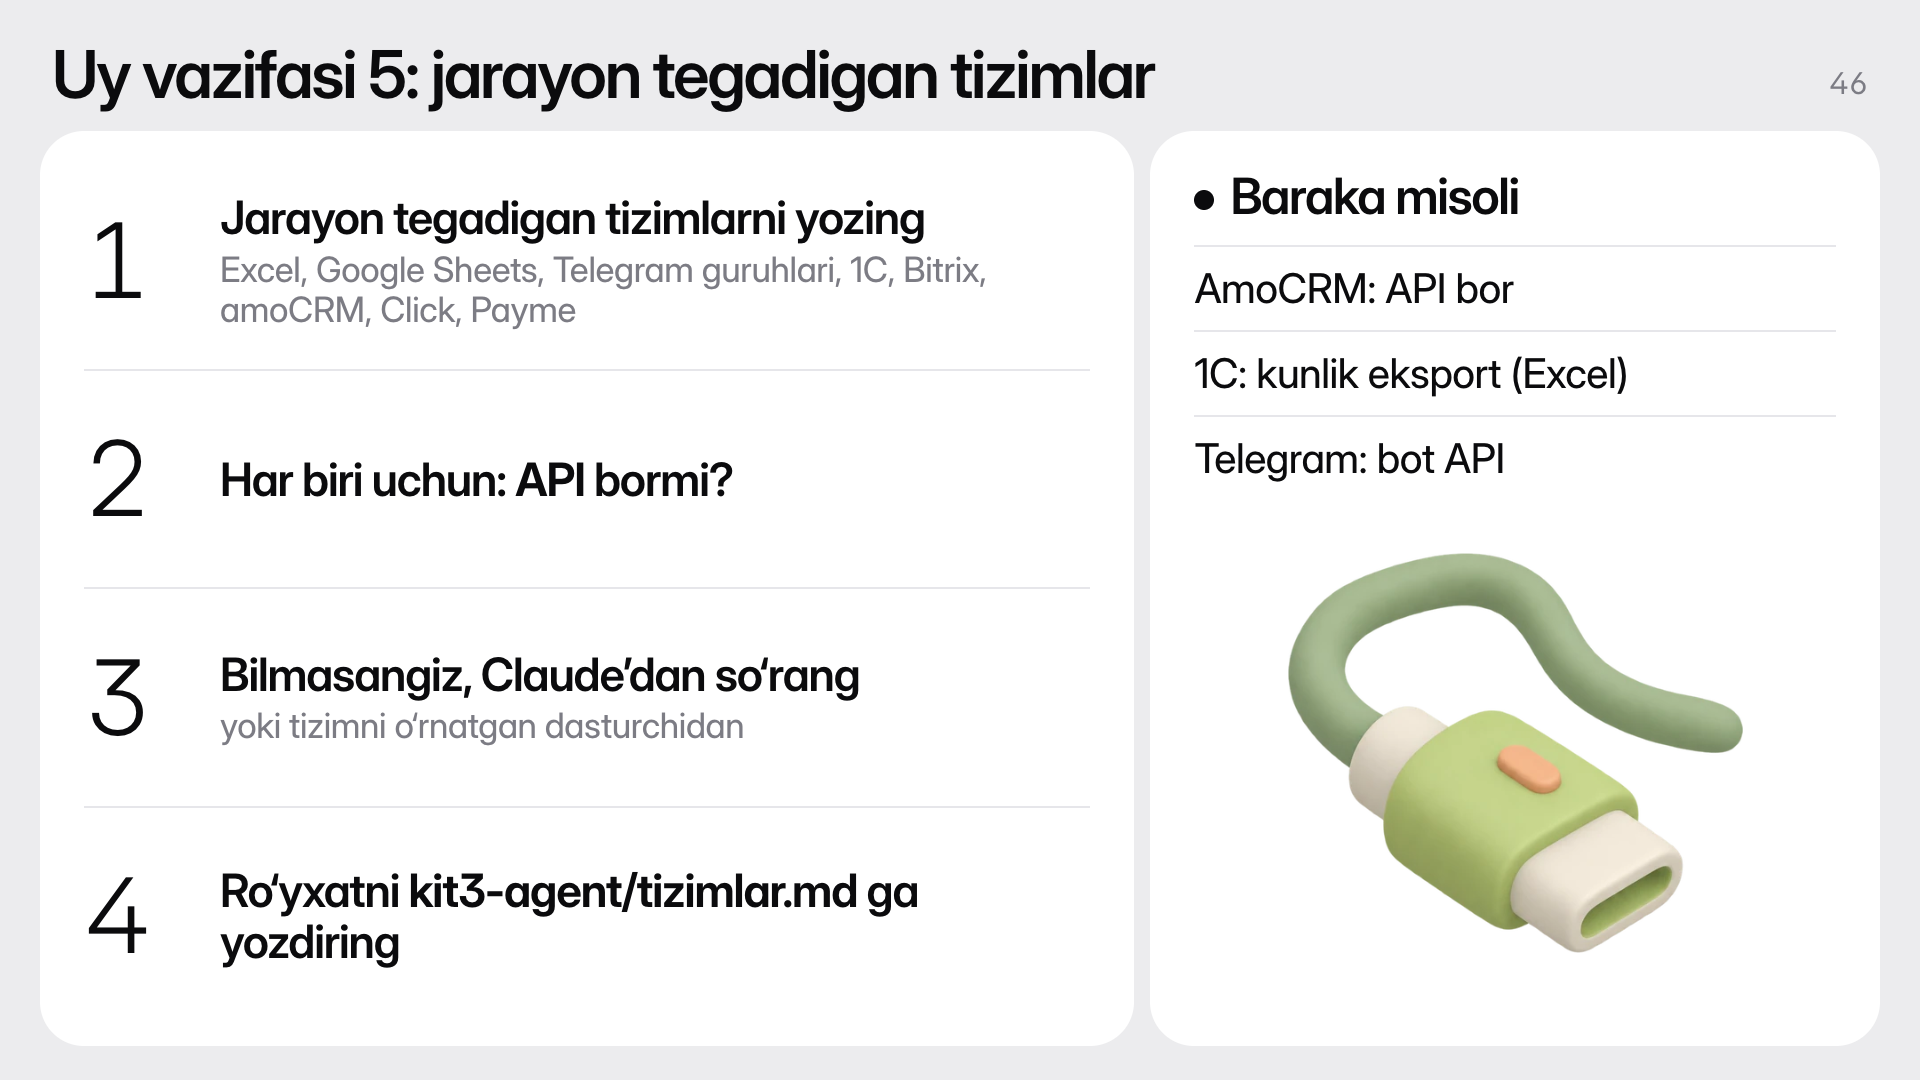 Uy vazifasi 5: jarayon tegadigan tizimlar
46
1
Jarayon tegadigan tizimlarni yozing
Excel, Google Sheets, Telegram guruhlari, 1C, Bitrix,
amoCRM, Click, Payme
2
Har biri uchun: API bormi?
3
Bilmasangiz, Claude’dan so‘rang
yoki tizimni o‘rnatgan dasturchidan
4
Ro‘yxatni kit3-agent/tizimlar.md ga
yozdiring
• Baraka misoli
AmoCRM: API bor
1C: kunlik eksport (Excel)
Telegram: bot API